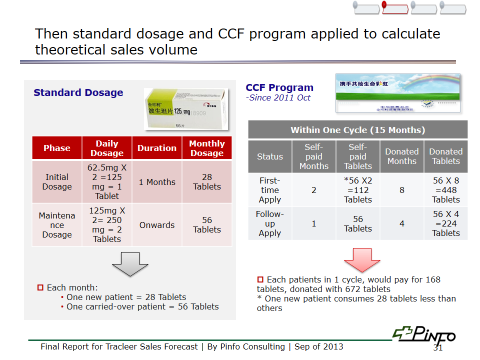 Then standard dosage and CCF program applied to calculate
theoretical sales volume
Standard Dosage
125 mg
Phase
Daily
Dosage
Duration
Monthly
Dosage
Initial
Dosage
62.5mg X
2 =125
mg = 1
Tablet
1 Months
28
Tablets
Maintena
nce
Dosage
125mg X
2= 250
mg = 2
Tablets
Onwards
56
Tablets
Each month:
• One new patient = 28 Tablets
• One carried-over patient = 56 Tablets
CCF Program
-Since 2011 Oct
Within One Cycle (15 Months)
Status
Self-
paid
Months
Self-
paid
Tablets
Donated
Months
Donated
Tablets
First-
time
Apply
2
*56 X2
=112
Tablets
8
56 X 8
=448
Tablets
Follow-
up
Apply
1
56
Tablets
4
56 X 4
=224
Tablets
Each patients in 1 cycle, would pay for 168
tablets, donated with 672 tablets
* One new patient consumes 28 tablets less than
others
Final Report for Tracleer Sales Forecast | By Pinfo Consulting | Sep of 2013
PINFO
31